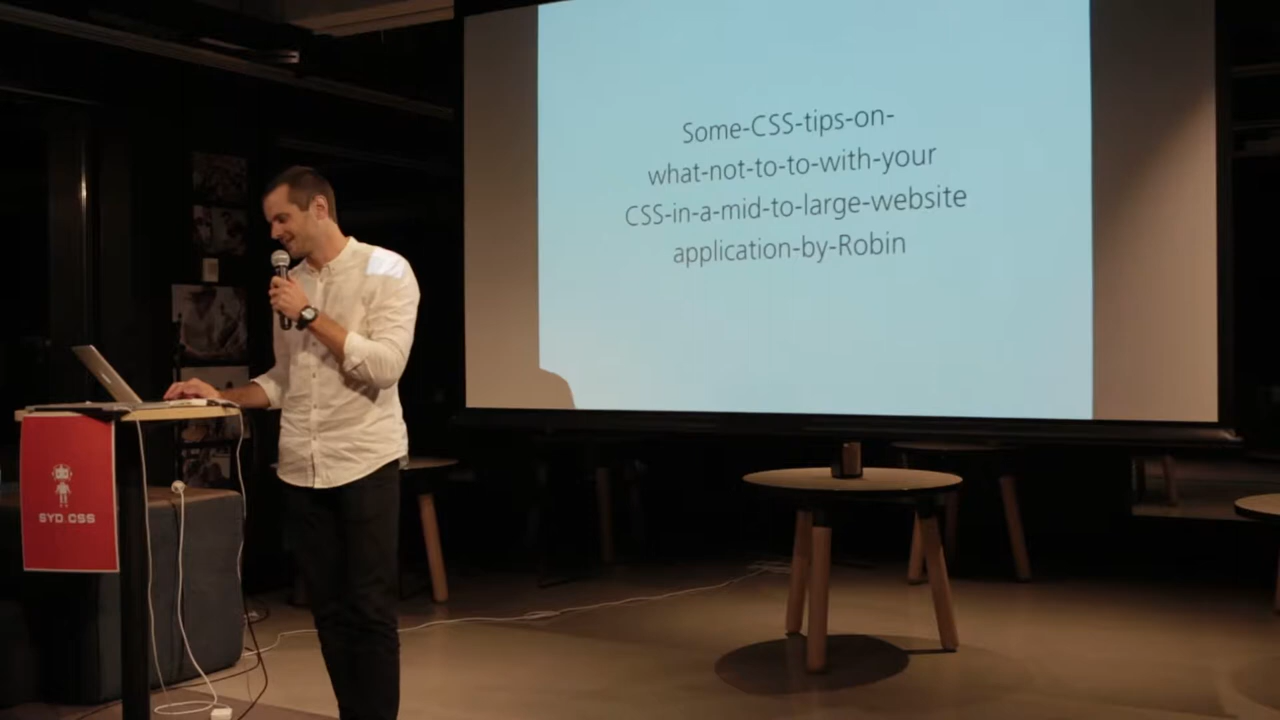 Some-CSS-tips-on-
what-not-to-to-with-your
CSS-in-a-mid-to-large-website
application-by-Robin
SYD.CSS